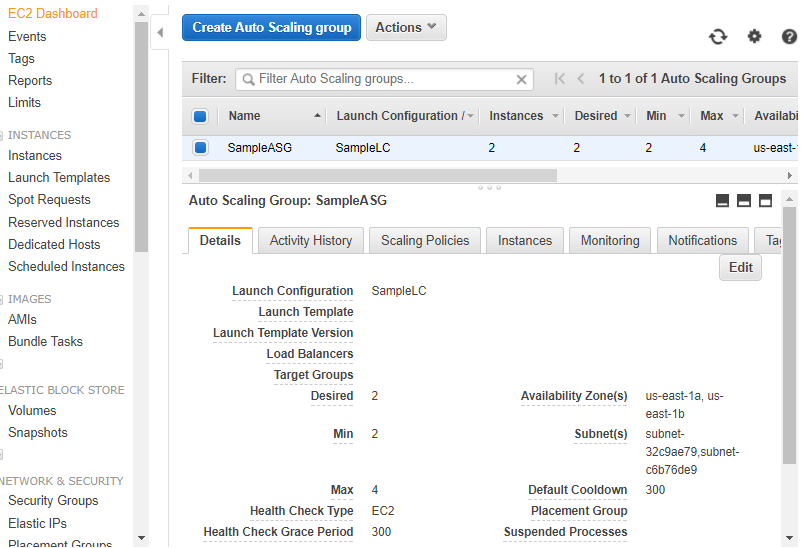 EC2 Dashboard
Events
Tags
Reports
Limits
INSTANCES
Instances
Launch Templates
Spot Requests
Reserved Instances
Dedicated Hosts
Scheduled Instances
IMAGES
AMIs
Bundle Tasks
ELASTIC BLOCK STORE
Volumes
Snapshots
NETWORK & SECURITY
Security Groups
Elastic IPs
Placement Groups
Create Auto Scaling group Actions
Filter: Filter Auto Scaling groups... 1 to 1 of 1 Auto Scaling Groups
Name Launch Configuration / Instances Desired Min Max Availabi
SampleASG SampleLC 2 2 2 4 us-east-1
Auto Scaling Group: SampleASG
Details Activity History Scaling Policies Instances Monitoring Notifications Tag
Edit
Launch Configuration SampleLC
Launch Template
Launch Template Version
Load Balancers
Target Groups
Desired 2 Availability Zone(s) us-east-1a, us-
east-1b
Min 2 Subnet(s) subnet-
32c9ae79,subnet-
c6b76de9
Max 4 Default Cooldown 300
Health Check Type EC2 Placement Group
Health Check Grace Period 300 Suspended Processes